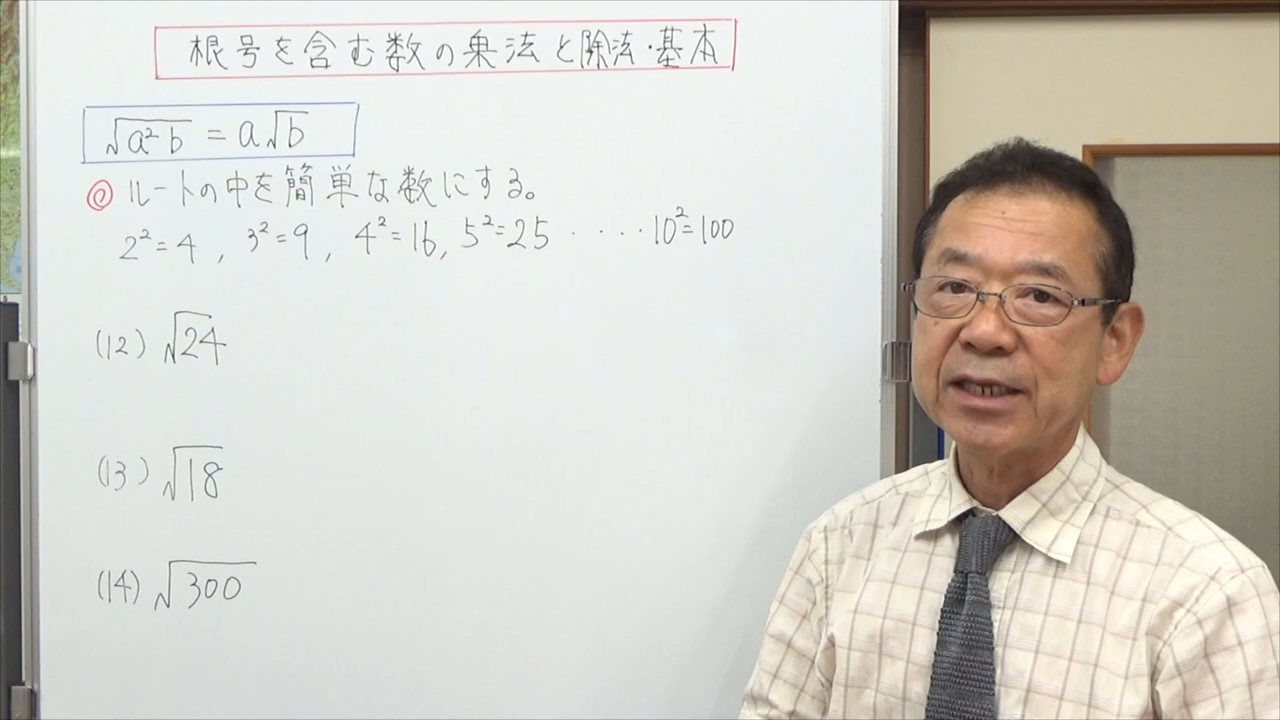 根号を含む数の乗法と除法・基本
√a²b = a√b
◎ ルートの中を簡単な数にする。
2²=4 , 3²=9 , 4²=16, 5²=25 ・・・・10²=100
(12) √24
(13) √18
(14) √300